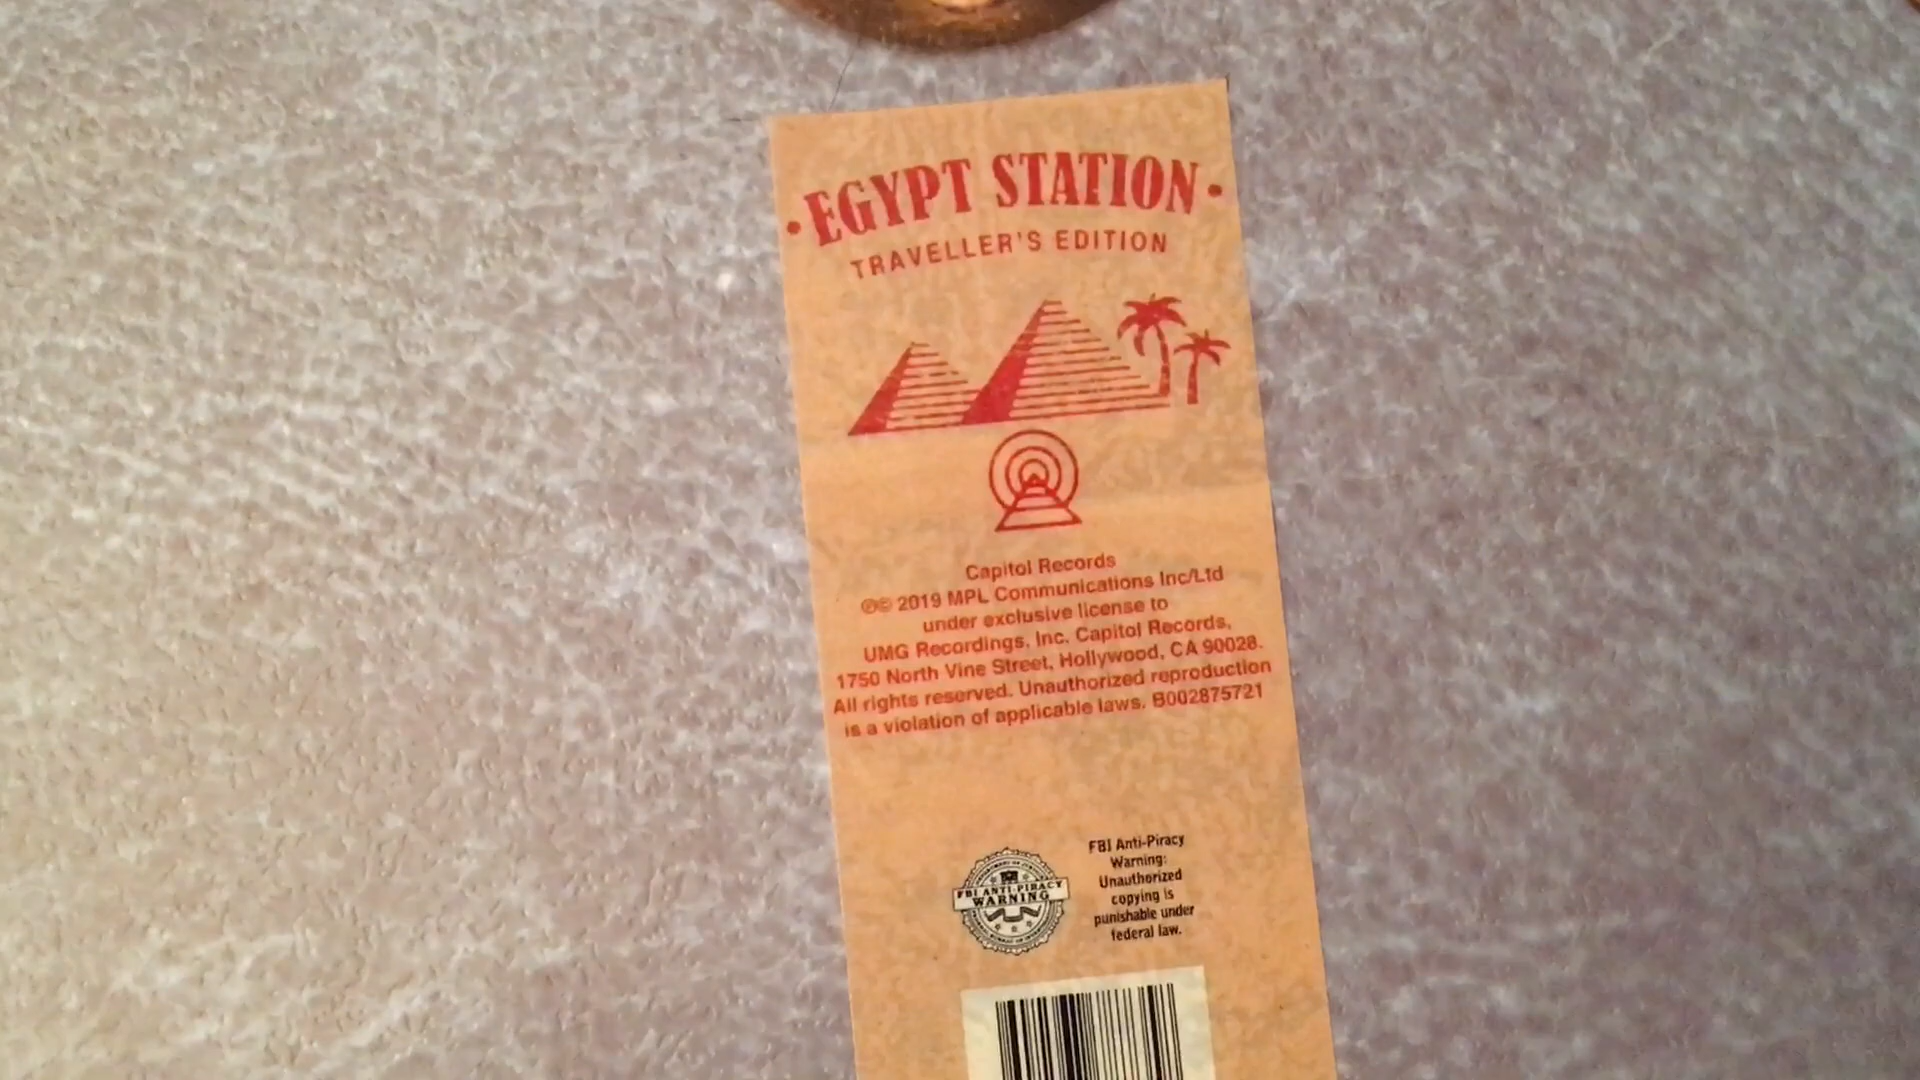 • EGYPT STATION •
TRAVELLER'S EDITION
Capitol Records
℗© 2019 MPL Communications Inc/Ltd
under exclusive license to
UMG Recordings, Inc. Capitol Records,
1750 North Vine Street, Hollywood, CA 90028.
All rights reserved. Unauthorized reproduction
is a violation of applicable laws. B002875721
FBI ANTI-PIRACY
WARNING
FBI Anti-Piracy
Warning:
Unauthorized
copying is
punishable under
federal law.